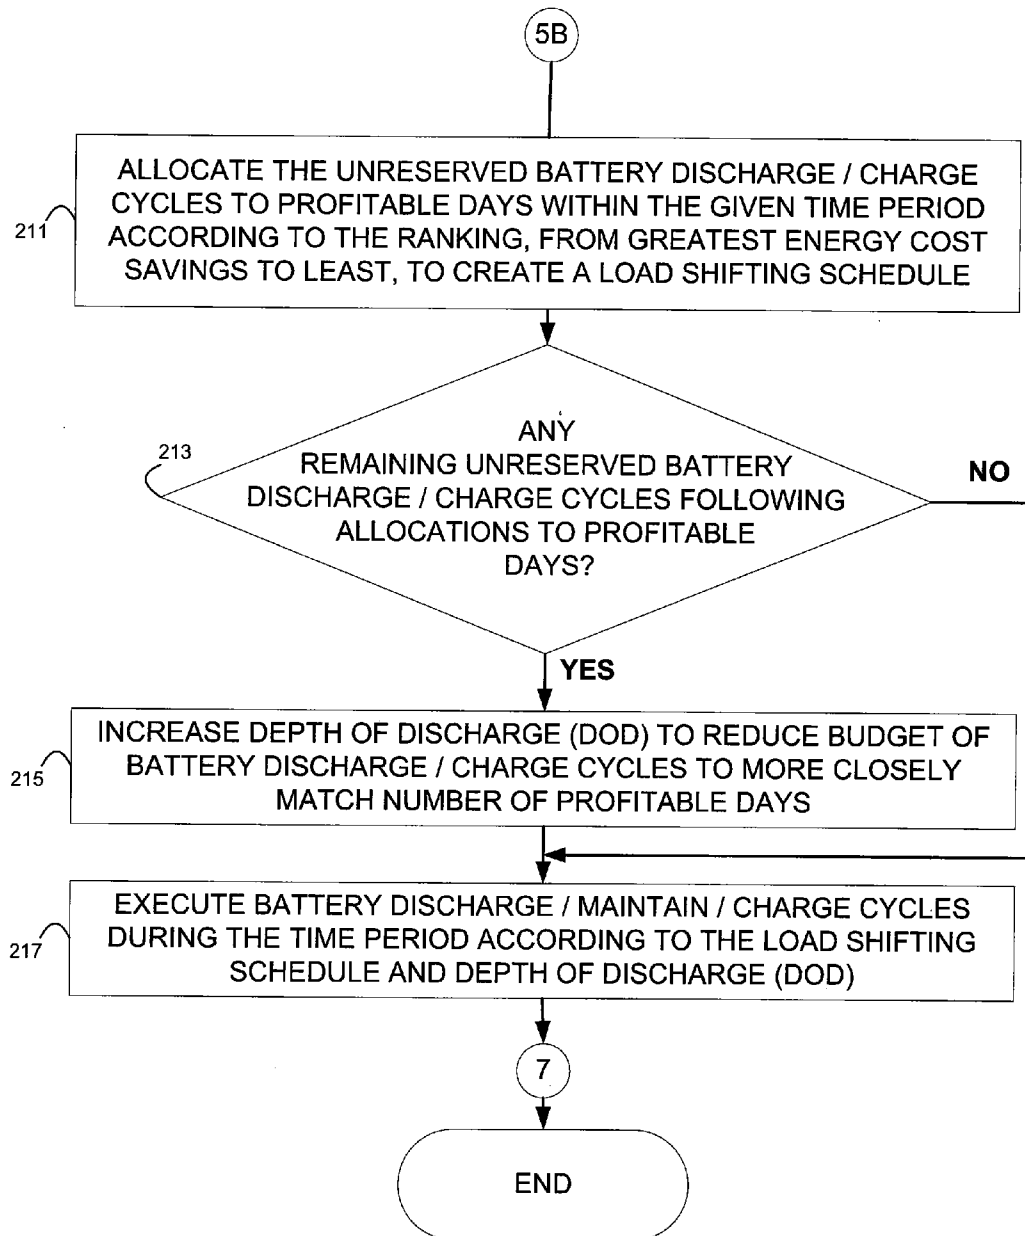 5B
ALLOCATE THE UNRESERVED BATTERY DISCHARGE / CHARGE
CYCLES TO PROFITABLE DAYS WITHIN THE GIVEN TIME PERIOD
ACCORDING TO THE RANKING, FROM GREATEST ENERGY COST
SAVINGS TO LEAST, TO CREATE A LOAD SHIFTING SCHEDULE
211
ANY
REMAINING UNRESERVED BATTERY
DISCHARGE / CHARGE CYCLES FOLLOWING
ALLOCATIONS TO PROFITABLE
DAYS?
213
NO
YES
INCREASE DEPTH OF DISCHARGE (DOD) TO REDUCE BUDGET OF
BATTERY DISCHARGE / CHARGE CYCLES TO MORE CLOSELY
MATCH NUMBER OF PROFITABLE DAYS
215
EXECUTE BATTERY DISCHARGE / MAINTAIN / CHARGE CYCLES
DURING THE TIME PERIOD ACCORDING TO THE LOAD SHIFTING
SCHEDULE AND DEPTH OF DISCHARGE (DOD)
217
7
END